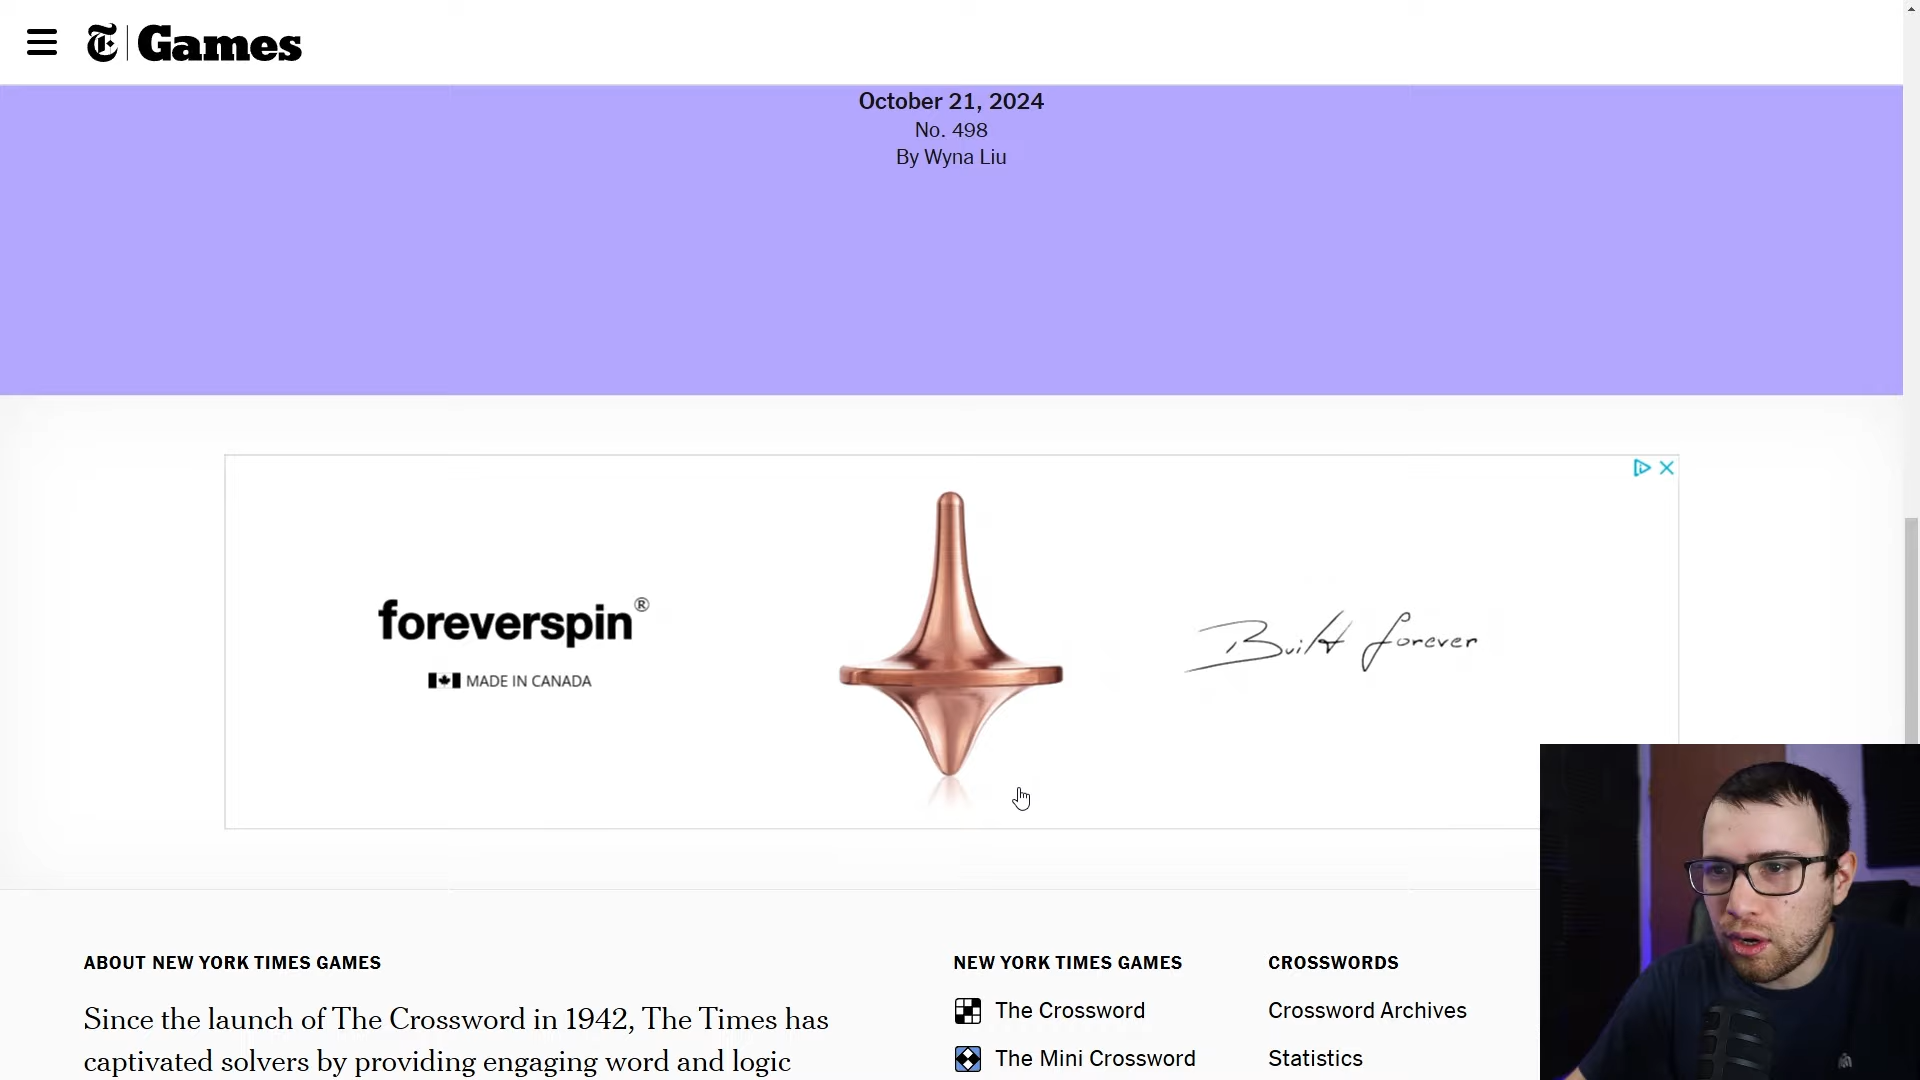 T Games
October 21, 2024
No. 498
By Wyna Liu
foreverspin®
MADE IN CANADA
Built forever
ABOUT NEW YORK TIMES GAMES
Since the launch of The Crossword in 1942, The Times has
captivated solvers by providing engaging word and logic
NEW YORK TIMES GAMES
The Crossword
The Mini Crossword
CROSSWORDS
Crossword Archives
Statistics